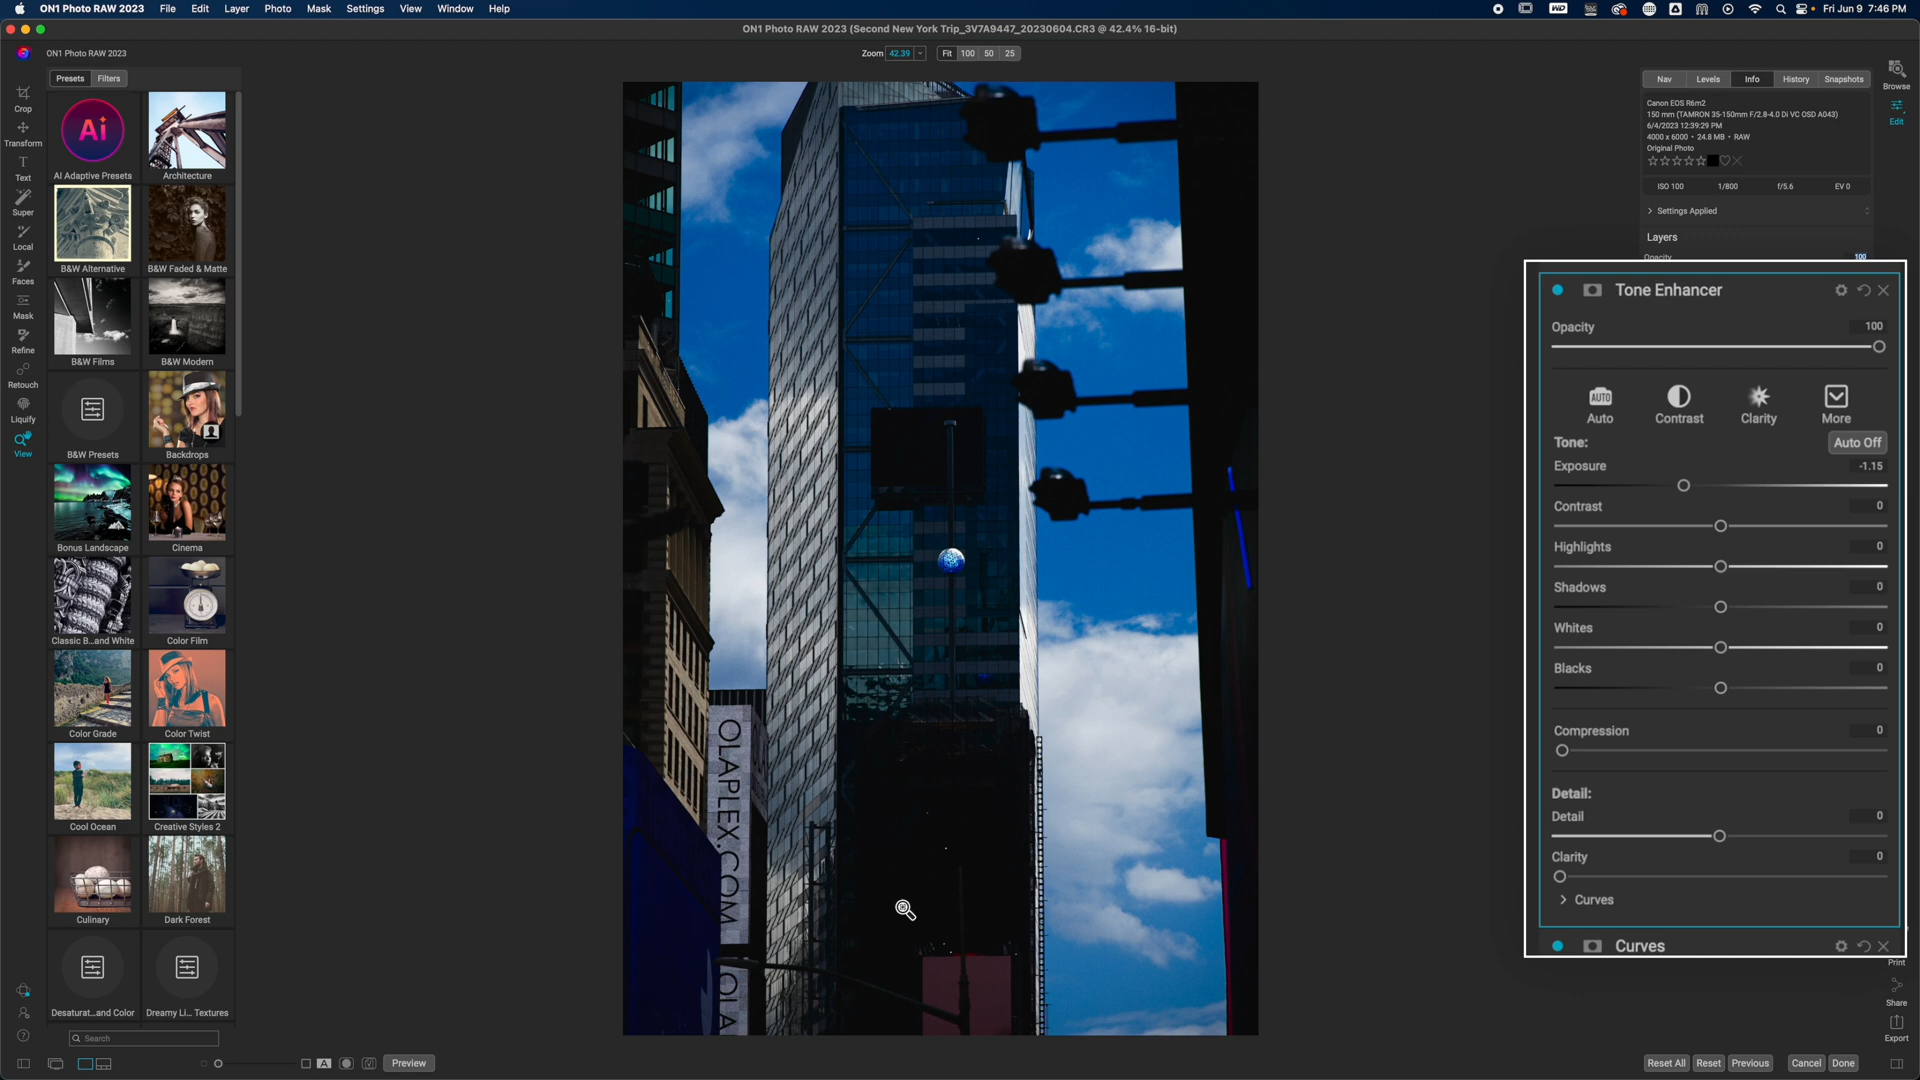 ON1 Photo RAW 2023 File Edit Layer Photo Mask Settings View Window Help
Fri Jun 9 7:46 PM
ON1 Photo RAW 2023 (Second New York Trip_3V7A9447_20230604.CR3 @ 42.4% 16-bit)
ON1 Photo RAW 2023
Zoom 42.39 Fit 100 50 25
Presets Filters
Crop
Transform
Text
Super
Local
Faces
Mask
Refine
Retouch
Liquify
View
Ai
AI Adaptive Presets Architecture
B&W Alternative B&W Faded & Matte
B&W Films B&W Modern
B&W Presets Backdrops
Bonus Landscape Cinema
Classic B...and White Color Film
Color Grade Color Twist
Cool Ocean Creative Styles 2
Culinary Dark Forest
Desaturat...and Color Dreamy Li... Textures
Search
A Preview
OLAPLEX.COM
OLA
Nav Levels Info History Snapshots
Browse
Edit
Canon EOS R6m2
150 mm (TAMRON 35-150mm F/2.8-4.0 Di VC OSD A043)
6/4/2023 12:39:29 PM
4000 x 6000 • 24.8 MB • RAW
Original Photo
ISO 100 1/800 f/5.6 EV 0
Settings Applied
Layers
Opacity 100
Tone Enhancer
Opacity 100
AUTO
Auto Contrast Clarity More
Tone: Auto Off
Exposure -1.15
Contrast 0
Highlights 0
Shadows 0
Whites 0
Blacks 0
Compression 0
Detail:
Detail 0
Clarity 0
Curves
Curves
Print
Share
Export
Reset All Reset Previous Cancel Done